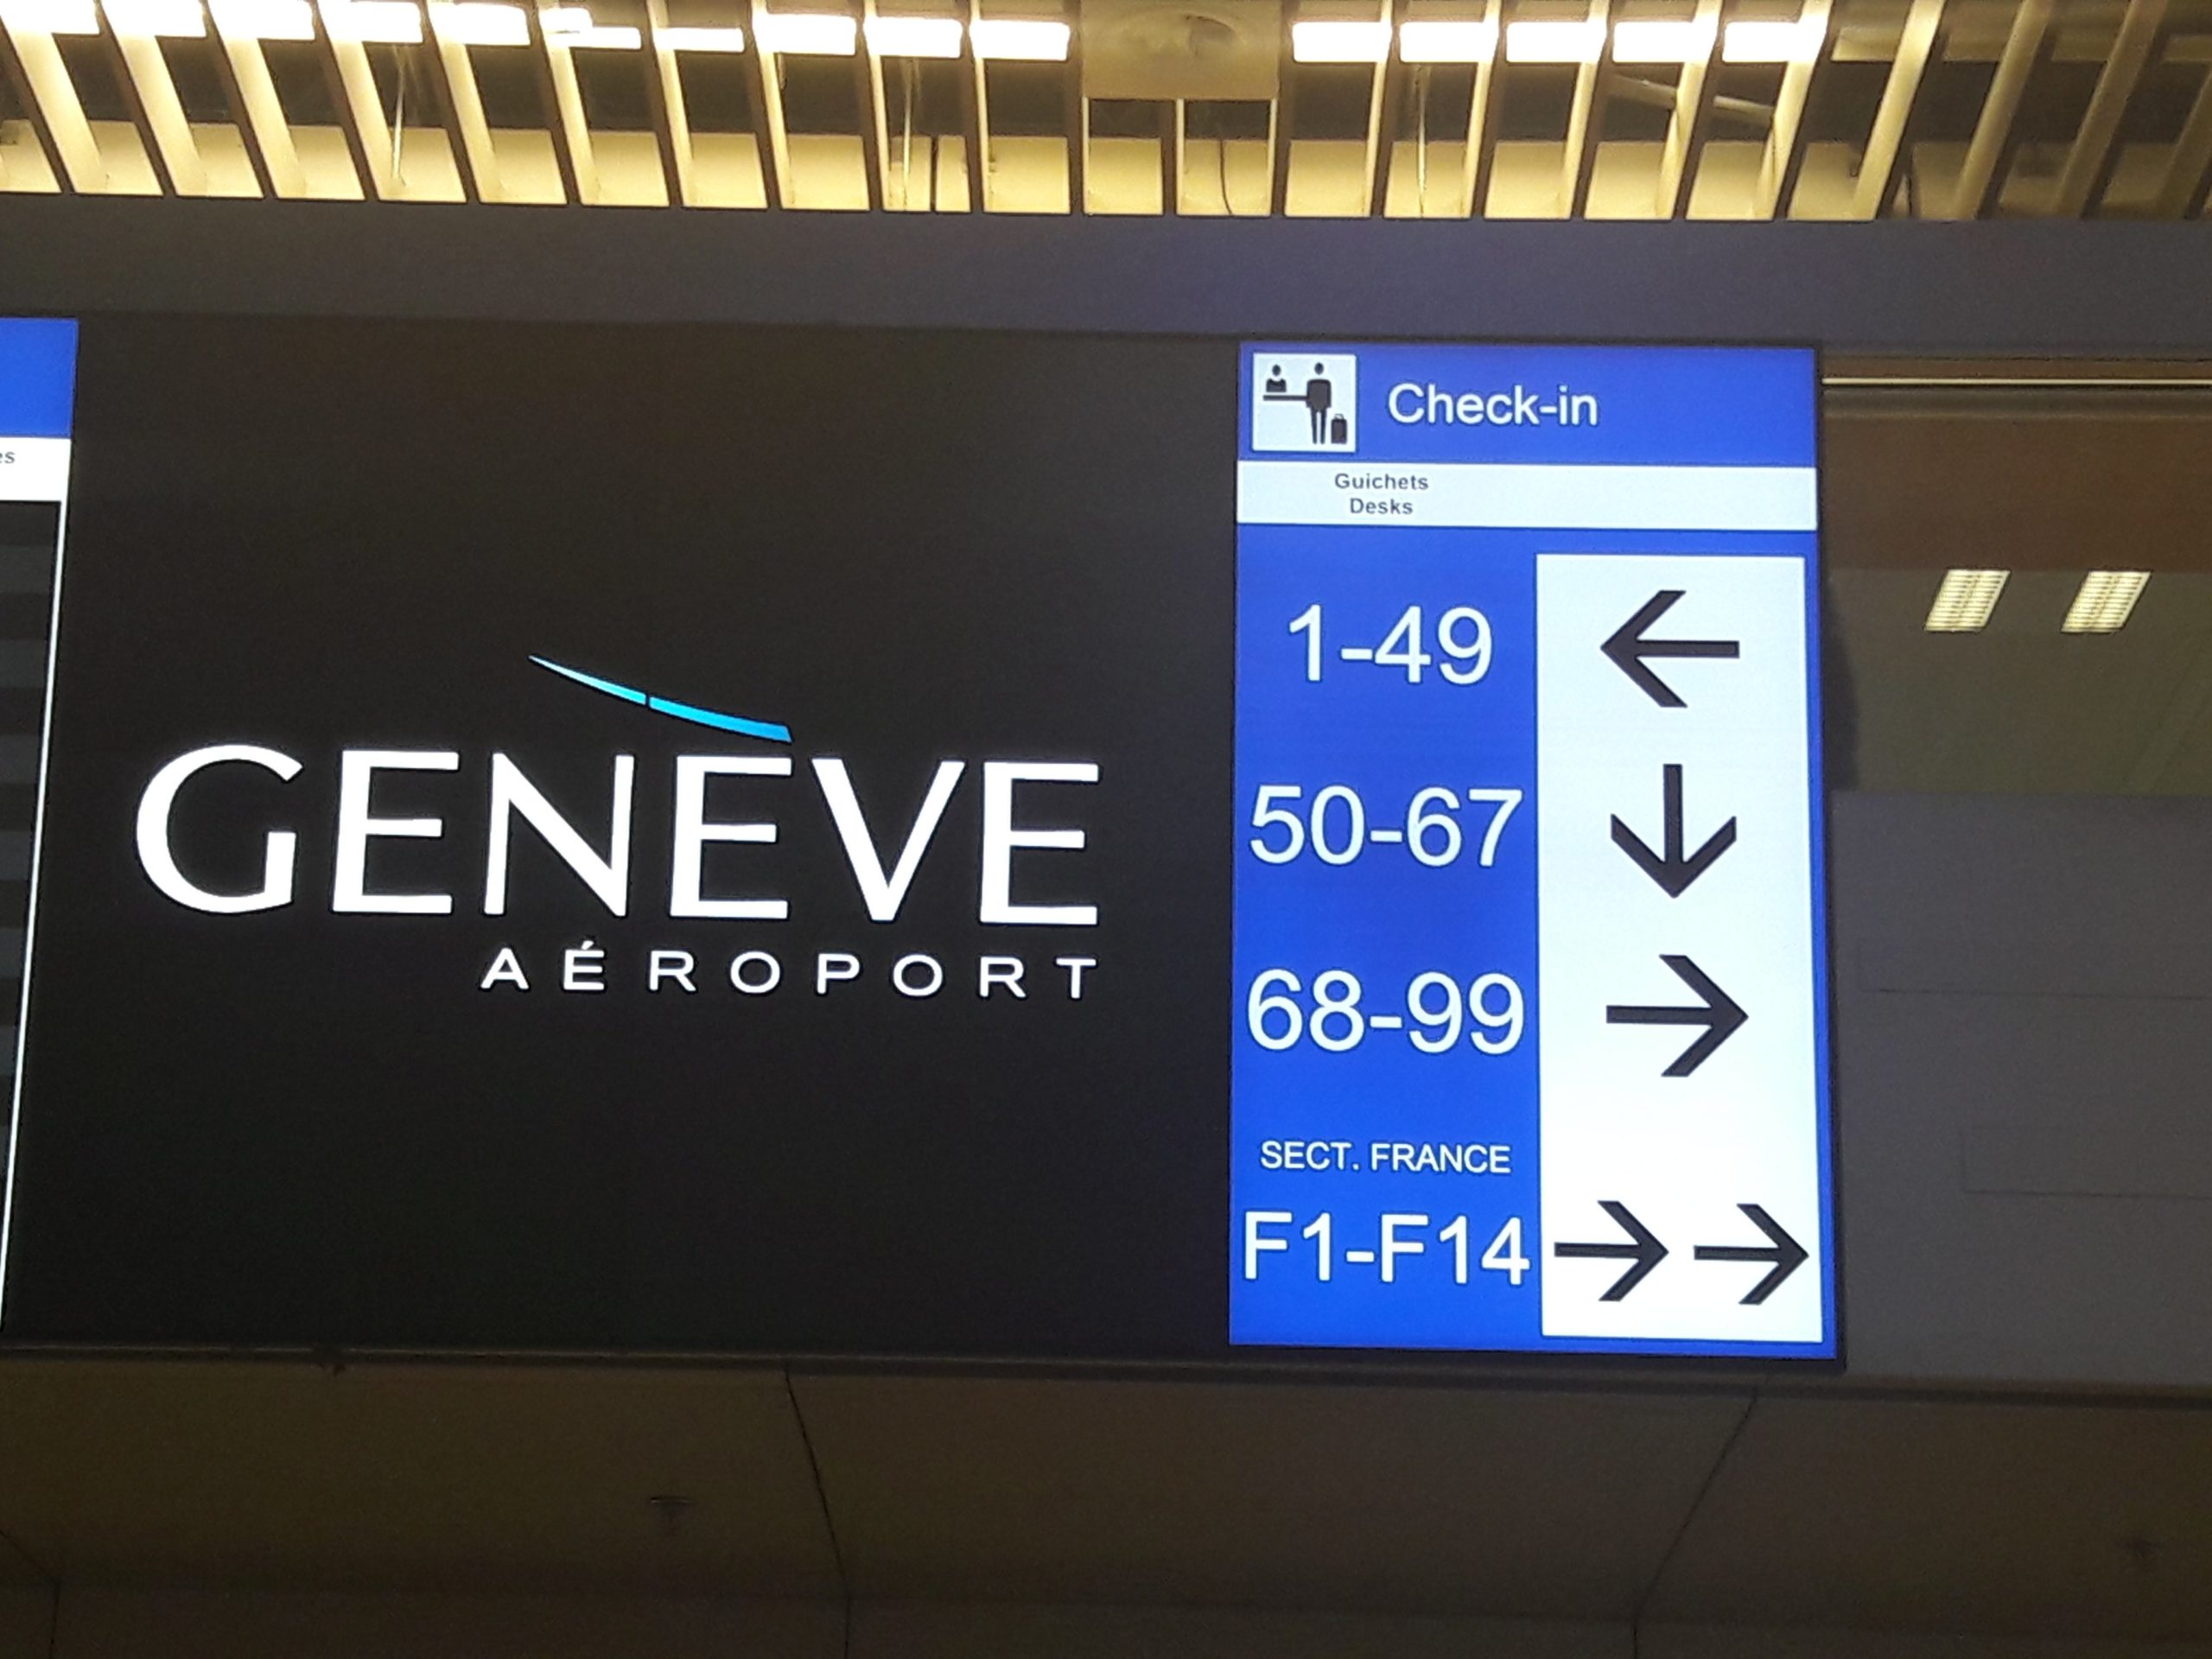 GENÈVE
AÉROPORT
Check-in
Guichets
Desks
1-49 ←
50-67 ↓
68-99 →
SECT. FRANCE
F1-F14 → →